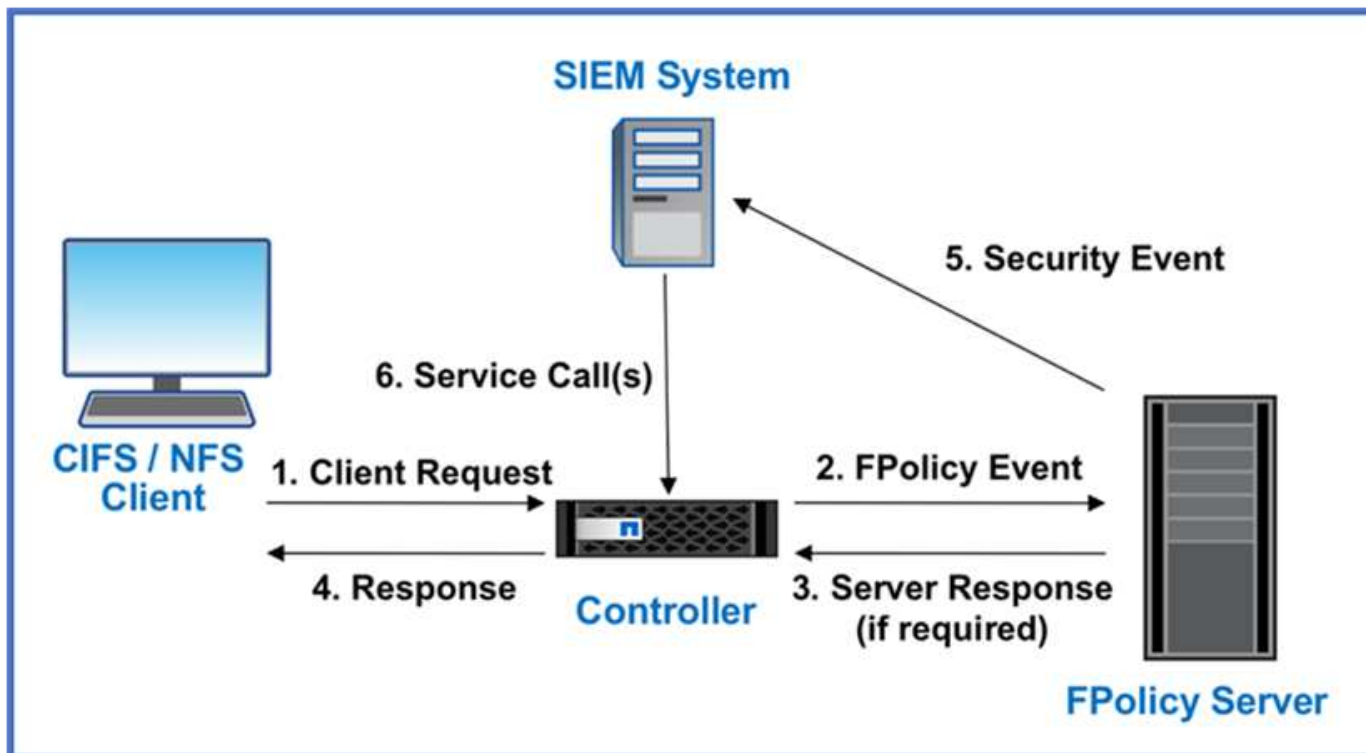 SIEM System
5. Security Event
6. Service Call(s)
CIFS / NFS
Client
1. Client Request
2. FPolicy Event
4. Response
Controller
3. Server Response
(if required)
FPolicy Server